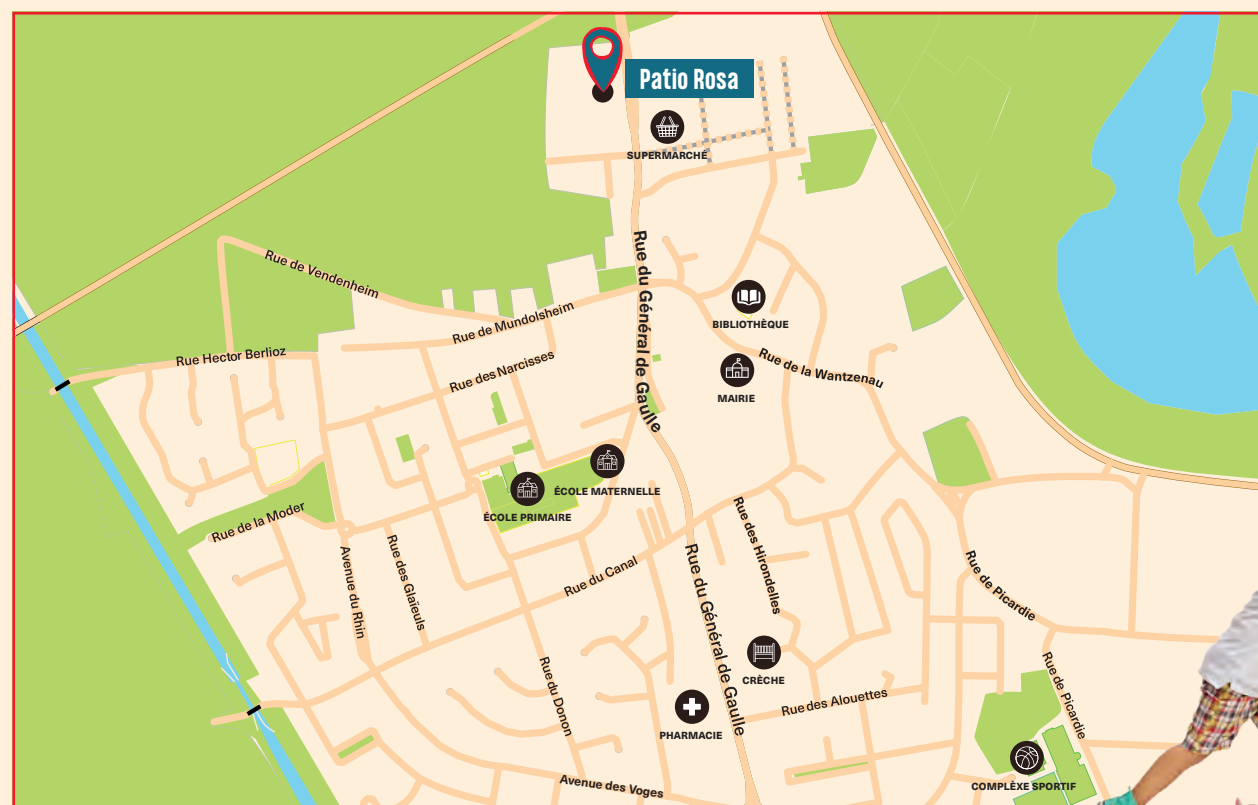 Patio Rosa
SUPERMARCHÉ
Rue du Général de Gaulle
Rue de Vendenheim
Rue de Mundolsheim
BIBLIOTHÈQUE
Rue Hector Berlioz
Rue des Narcisses
Rue de la Wantzenau
MAIRIE
ÉCOLE MATERNELLE
ÉCOLE PRIMAIRE
Rue de la Moder
Rue des Hirondelles
Avenue du Rhin
Rue des Glaïeuls
Rue du Canal
Rue du Général de Gaulle
Rue de Picardie
CRÈCHE
Rue du Donon
Rue des Alouettes
Rue de Picardie
PHARMACIE
Avenue des Voges
COMPLÈXE SPORTIF